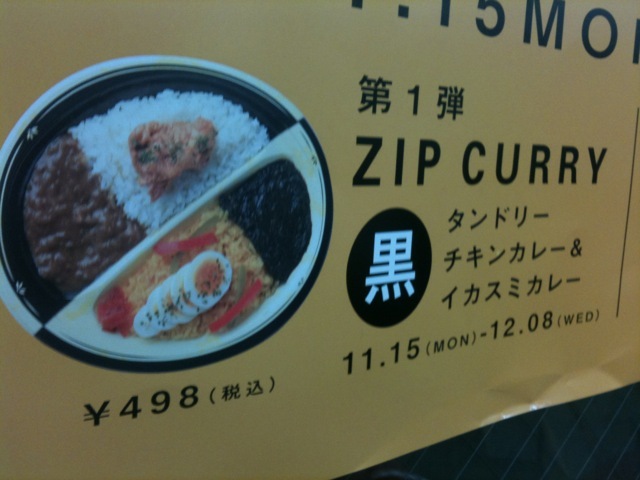 .15MON
第1弾
ZIP CURRY
黒
タンドリー
チキンカレー&
イカスミカレー
11.15(MON)-12.08(WED)
¥498(税込)